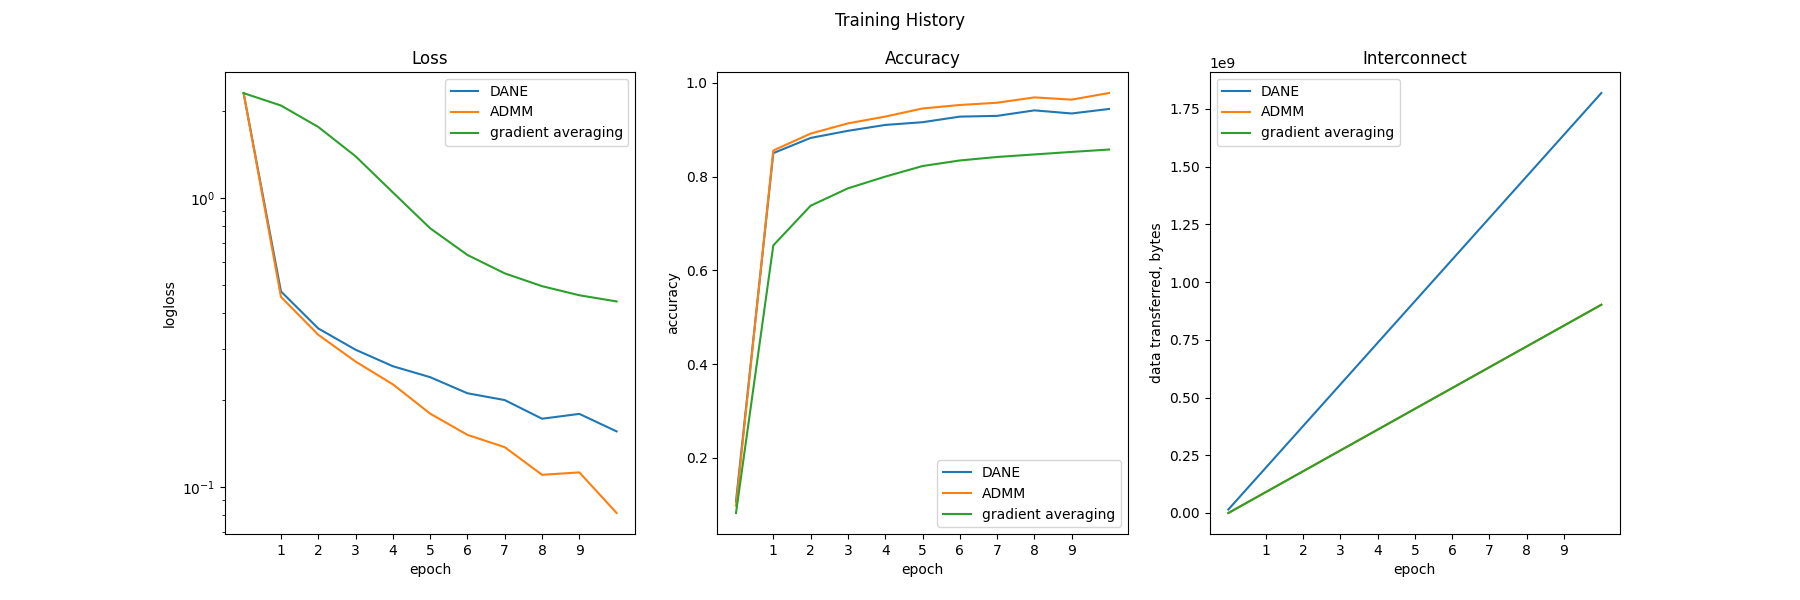 Training History
Loss
DANE
ADMM
gradient averaging
10⁰
10⁻¹
logloss
1 2 3 4 5 6 7 8 9
epoch
Accuracy
1.0
0.8
0.6
0.4
0.2
accuracy
DANE
ADMM
gradient averaging
1 2 3 4 5 6 7 8 9
epoch
Interconnect
1e9
DANE
ADMM
gradient averaging
1.75
1.50
1.25
1.00
0.75
0.50
0.25
0.00
data transferred, bytes
1 2 3 4 5 6 7 8 9
epoch